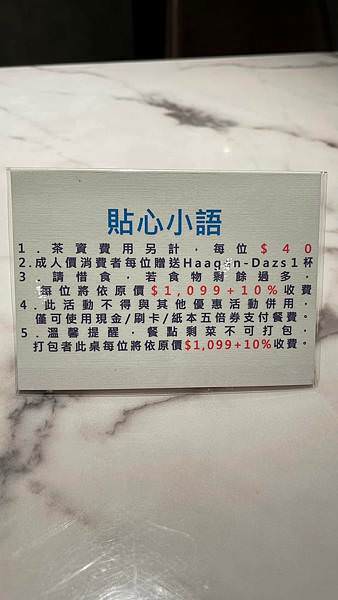 貼心小語
1.茶資費用另計，每位$40
2.成人價消費者每位贈送Haagen-Dazs1杯
3.請惜食，若食物剩餘過多，
每位將依原價$1,099+10%收費
4.此活動不得與其他優惠活動併用，
僅可使用現金/刷卡/紙本五倍券支付餐費。
5.溫馨提醒，餐點剩菜不可打包，
打包者此桌每位將依原價$1,099+10%收費。